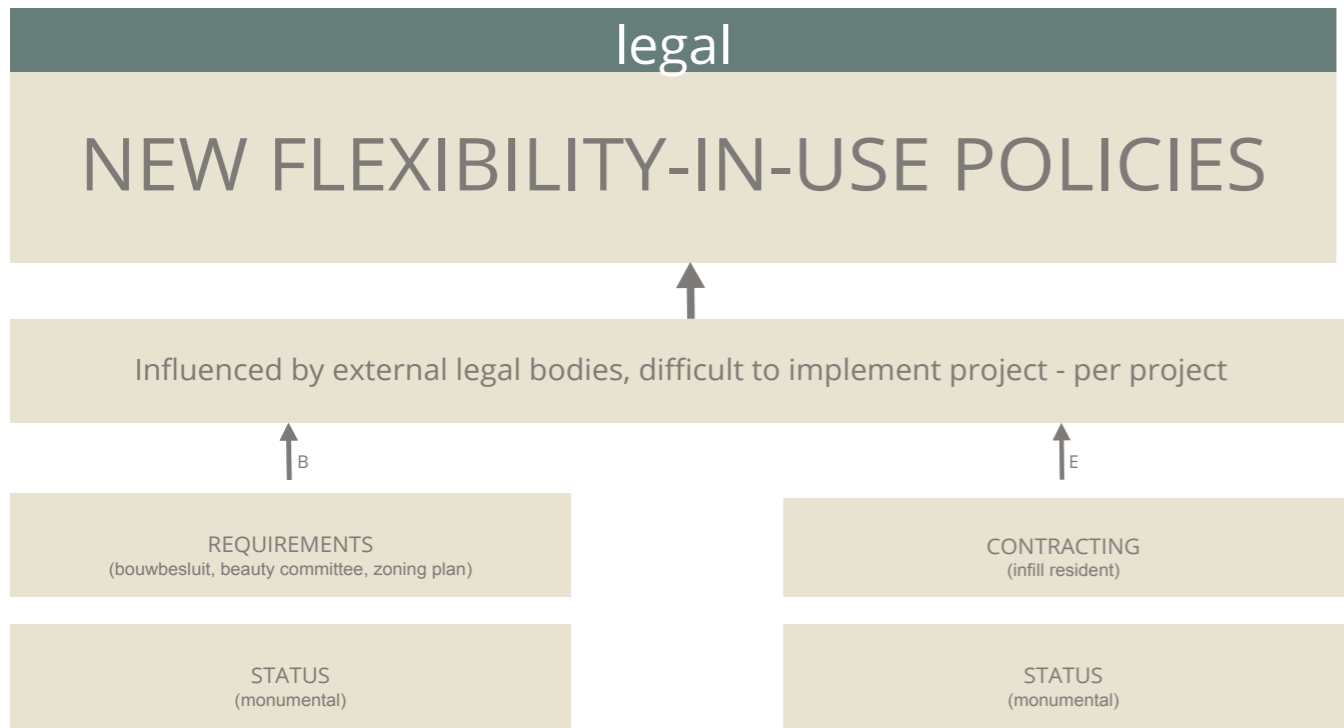 legal
NEW FLEXIBILITY-IN-USE POLICIES
Influenced by external legal bodies, difficult to implement project - per project
B
E
REQUIREMENTS
(bouwbesluit, beauty committee, zoning plan)
CONTRACTING
(infill resident)
STATUS
(monumental)
STATUS
(monumental)